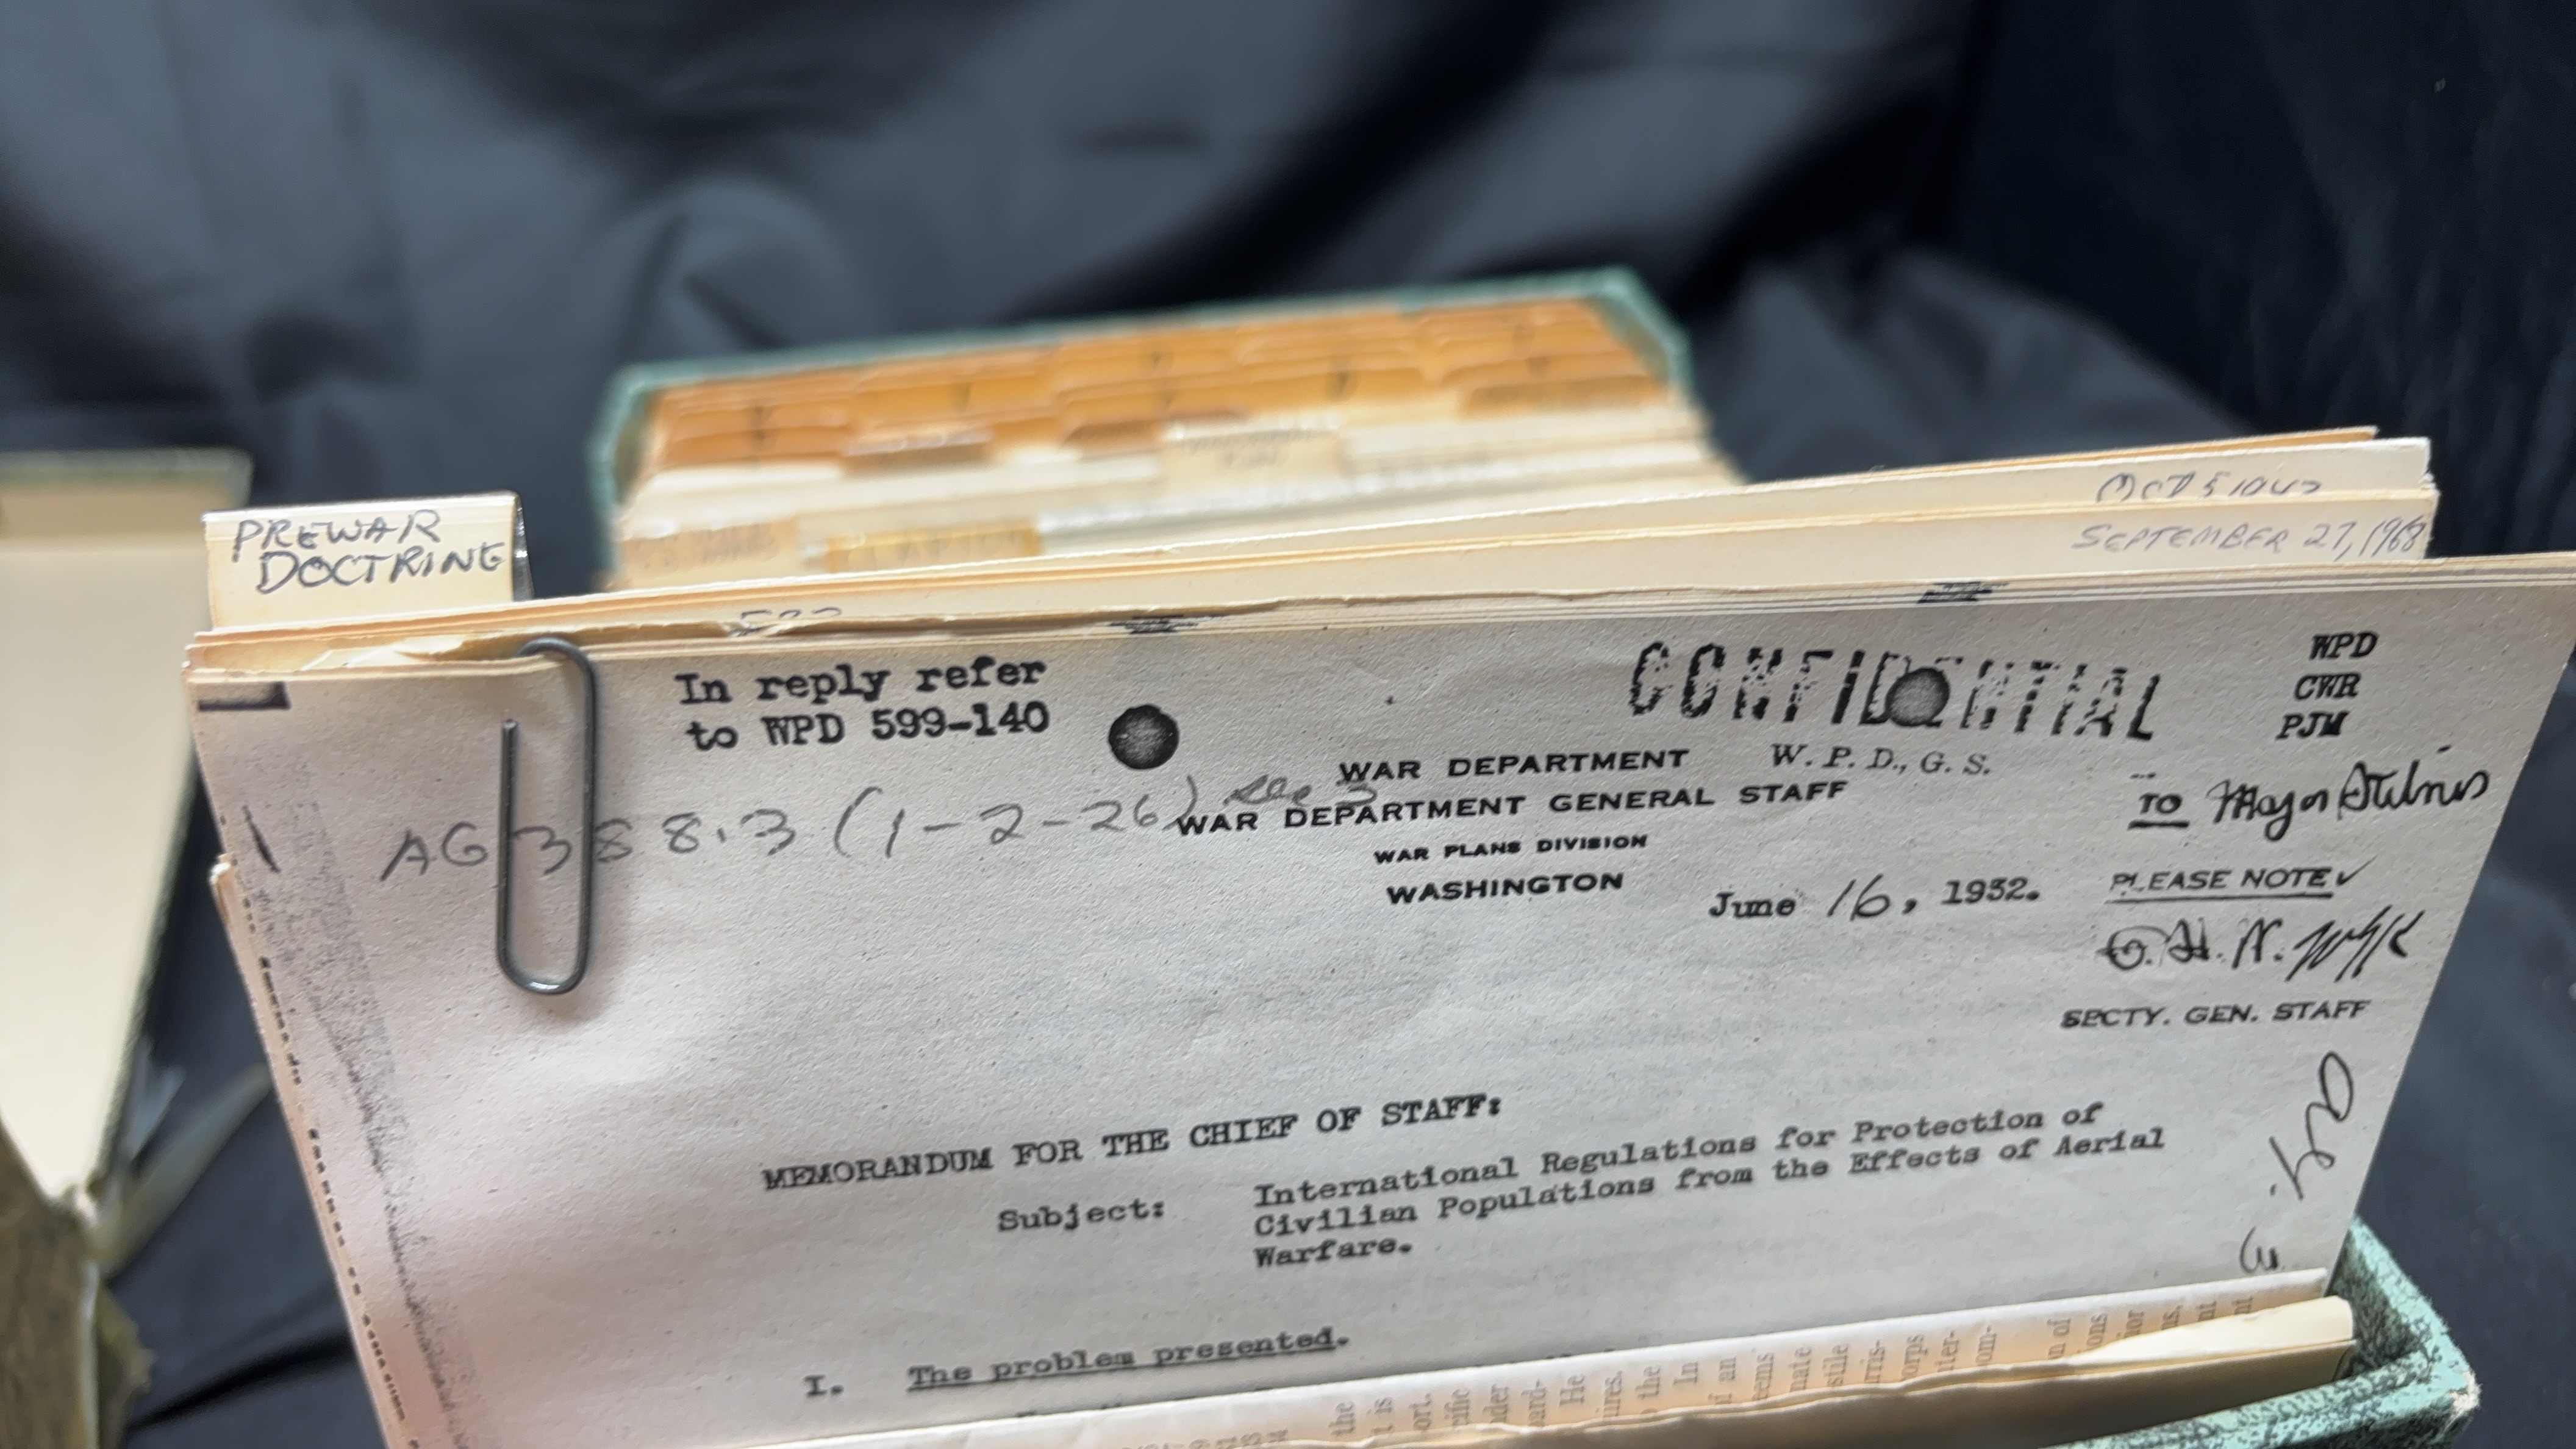 PREWAR
DOCTRINE
SEPTEMBER 27, 1968
In reply refer
to WPD 599-140
CONFIDENTIAL
WPD
CWR
PJM
WAR DEPARTMENT W. P. D., G. S.
WAR DEPARTMENT GENERAL STAFF
WAR PLANS DIVISION
WASHINGTON
AG 388.3 (1-2-26)
June 16, 1932.
TO Major
PLEASE NOTE
SECTY. GEN. STAFF
MEMORANDUM FOR THE CHIEF OF STAFF:
Subject: International Regulations for Protection of
Civilian Populations from the Effects of Aerial
Warfare.
I. The problem presented.